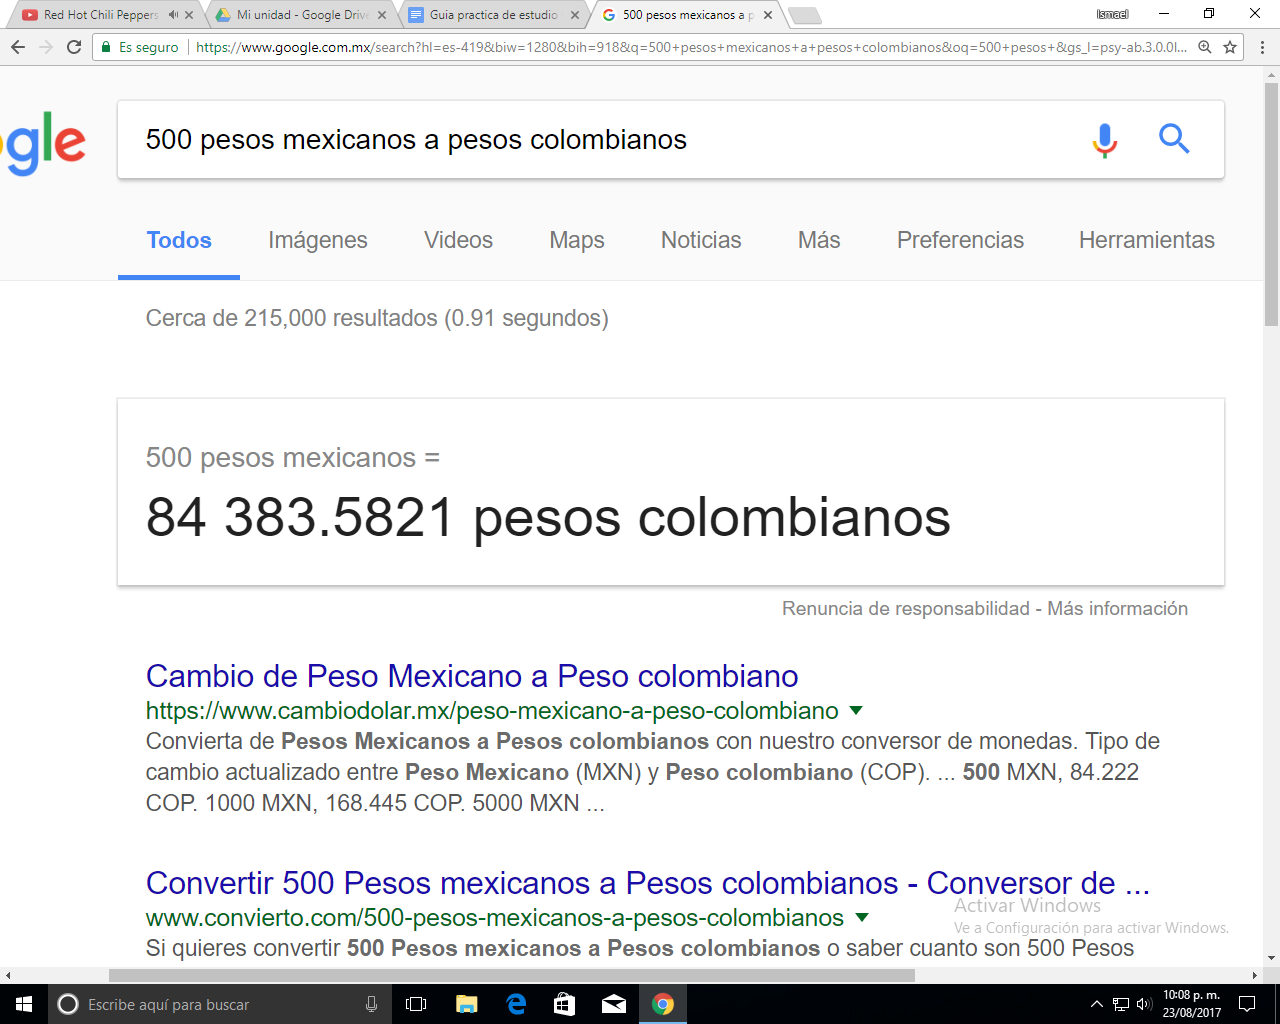 Red Hot Chili Peppers
Mi unidad - Google Drive
Guia practica de estudio
500 pesos mexicanos a p
Ismael
Es seguro
https://www.google.com.mx/search?hl=es-419&biw=1280&bih=918&q=500+pesos+mexicanos+a+pesos+colombianos&oq=500+pesos+&gs_l=psy-ab.3.0.0l...
gle
500 pesos mexicanos a pesos colombianos
Todos
Imágenes
Videos
Maps
Noticias
Más
Preferencias
Herramientas
Cerca de 215,000 resultados (0.91 segundos)
500 pesos mexicanos =
84 383.5821 pesos colombianos
Renuncia de responsabilidad - Más información
Cambio de Peso Mexicano a Peso colombiano
https://www.cambiodolar.mx/peso-mexicano-a-peso-colombiano
Convierta de Pesos Mexicanos a Pesos colombianos con nuestro conversor de monedas. Tipo de
cambio actualizado entre Peso Mexicano (MXN) y Peso colombiano (COP). ... 500 MXN, 84.222
COP. 1000 MXN, 168.445 COP. 5000 MXN ...
Convertir 500 Pesos mexicanos a Pesos colombianos - Conversor de ...
www.convierto.com/500-pesos-mexicanos-a-pesos-colombianos
Si quieres convertir 500 Pesos mexicanos a Pesos colombianos o saber cuanto son 500 Pesos
Activar Windows
Ve a Configuración para activar Windows.
Escribe aquí para buscar
10:08 p. m.
23/08/2017